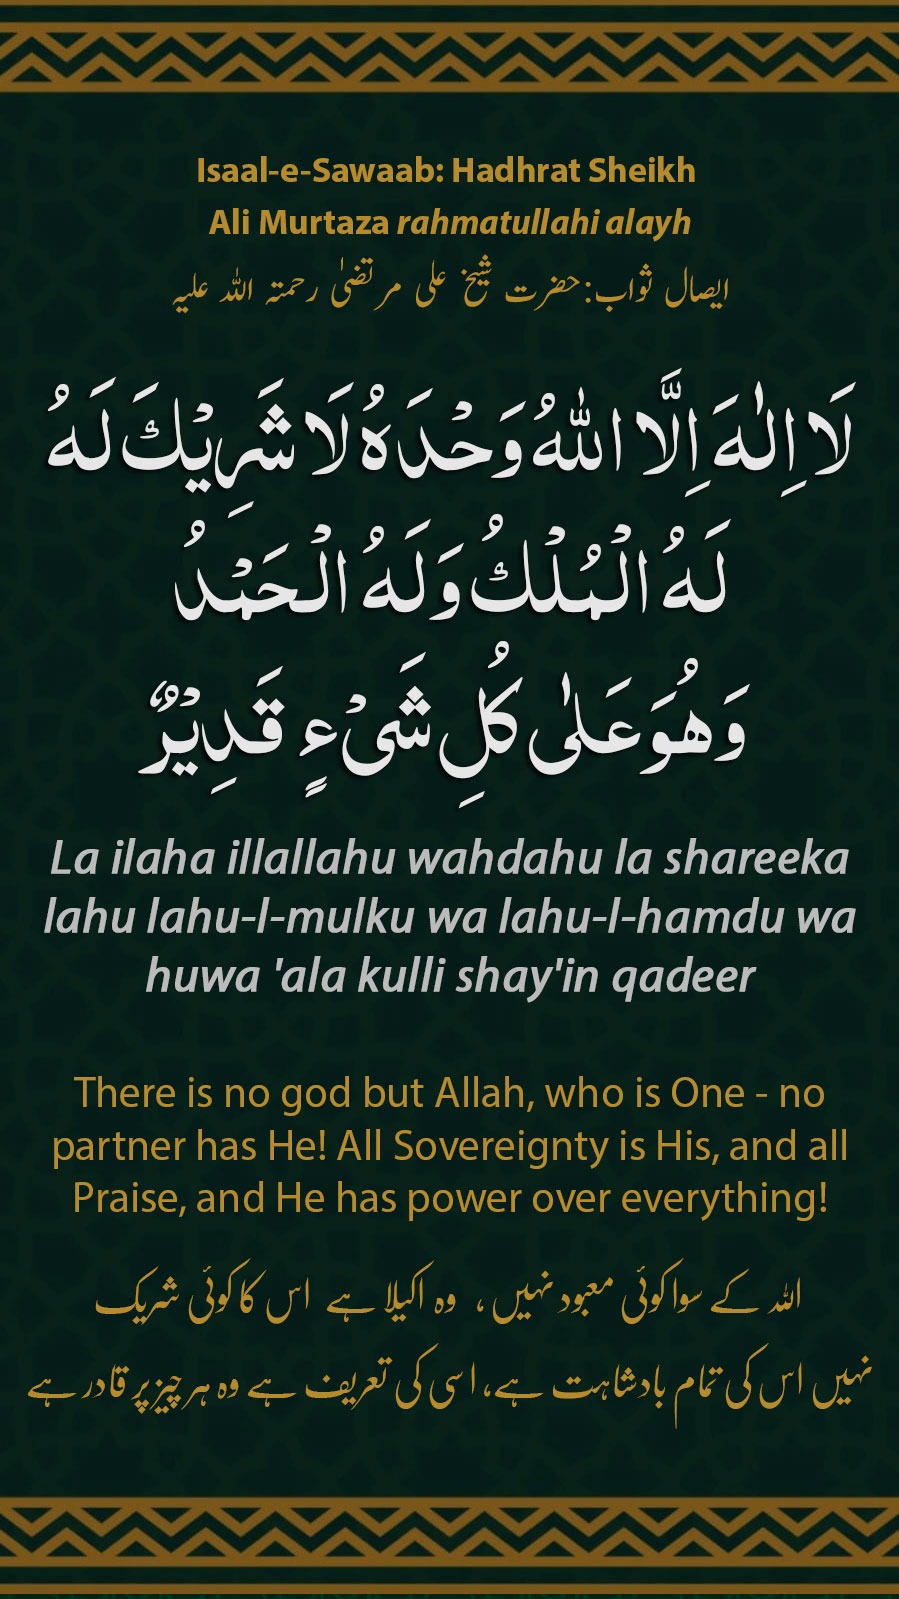 Isaal-e-Sawaab: Hadhrat Sheikh
Ali Murtaza rahmatullahi alayh
ایصال ثواب: حضرت شیخ علی مرتضیٰ رحمتہ اللہ علیہ
لَا اِلٰهَ اِلَّا اللّٰهُ وَحْدَهُ لَا شَرِيْكَ لَهُ
لَهُ الْمُلْكُ وَلَهُ الْحَمْدُ
وَهُوَ عَلٰى كُلِ شَىْءٍ قَدِيْرٌ
La ilaha illallahu wahdahu la shareeka
lahu lahu-l-mulku wa lahu-l-hamdu wa
huwa 'ala kulli shay'in qadeer
There is no god but Allah, who is One - no
partner has He! All Sovereignty is His, and all
Praise, and He has power over everything!
اللہ کے سوا کوئی معبود نہیں، وہ اکیلا ہے اس کا کوئی شریک
نہیں اس کی تمام بادشاہت ہے، اسی کی تعریف ہے وہ ہر چیز پر قادر ہے